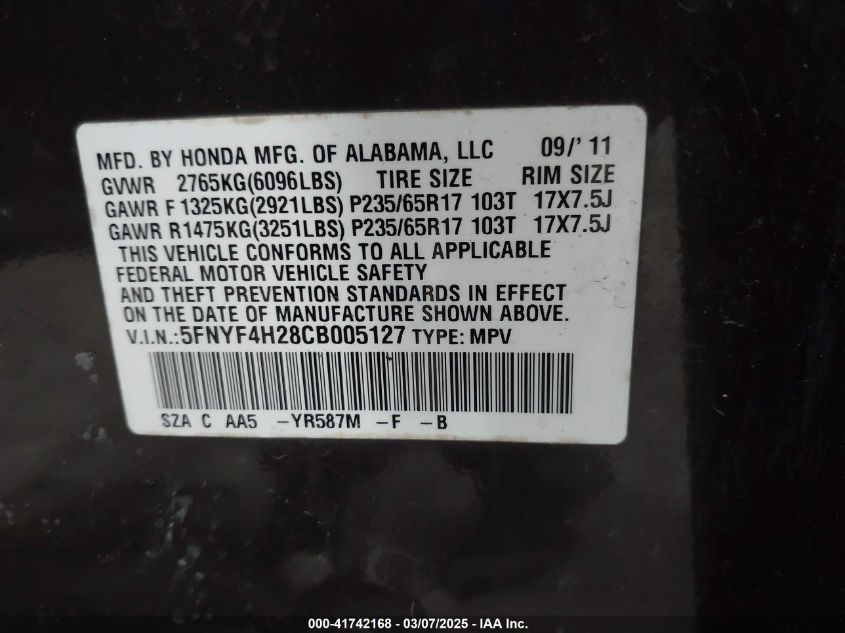 MFD. BY HONDA MFG. OF ALABAMA, LLC 09/'11
GVWR 2765KG(6096LBS) TIRE SIZE RIM SIZE
GAWR F 1325KG(2921LBS) P235/65R17 103T 17X7.5J
GAWR R1475KG(3251LBS) P235/65R17 103T 17X7.5J
THIS VEHICLE CONFORMS TO ALL APPLICABLE
FEDERAL MOTOR VEHICLE SAFETY
AND THEFT PREVENTION STANDARDS IN EFFECT
ON THE DATE OF MANUFACTURE SHOWN ABOVE.
V.I.N.:5FNYF4H28CB005127 TYPE: MPV
SZA C AA5 -YR587M -F -B
000-41742168 - 03/07/2025 - IAA Inc.